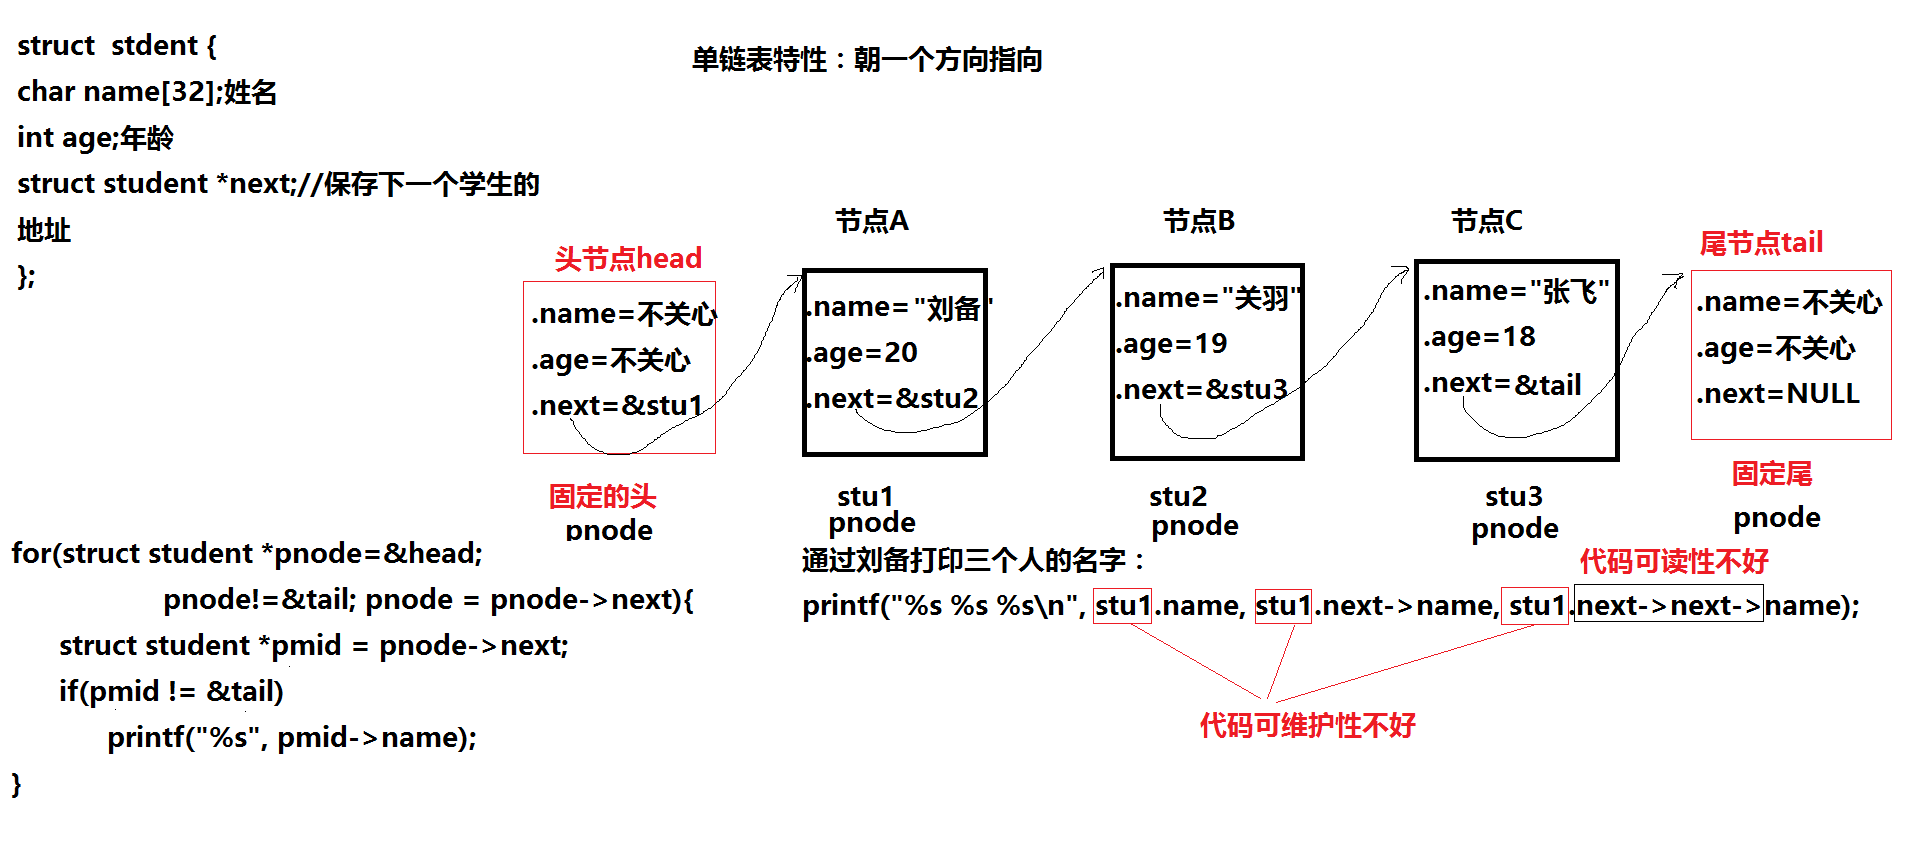 struct  stdent {
char name[32];姓名
int age;年龄
struct student *next;//保存下一个学生的
地址
};
单链表特性：朝一个方向指向
头节点head
.name=不关心
.age=不关心
.next=&stu1
固定的头
pnode
节点A
.name="刘备"
.age=20
.next=&stu2
stu1
pnode
节点B
.name="关羽"
.age=19
.next=&stu3
stu2
pnode
节点C
.name="张飞"
.age=18
.next=&tail
stu3
pnode
尾节点tail
.name=不关心
.age=不关心
.next=NULL
固定尾
pnode
for(struct student *pnode=&head;
pnode!=&tail; pnode = pnode->next){
struct student *pmid = pnode->next;
if(pmid != &tail)
printf("%s", pmid->name);
}
通过刘备打印三个人的名字：
代码可读性不好
printf("%s %s %s\n", stu1.name, stu1.next->name, stu1.next->next->name);
代码可维护性不好